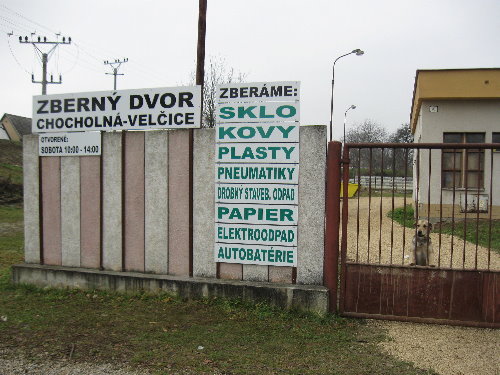 ZBERNÝ DVOR
CHOCHOLNÁ-VELČICE
OTVORENÉ:
SOBOTA 10:00 - 14:00
ZBERÁME:
SKLO
KOVY
PLASTY
PNEUMATIKY
DROBNÝ STAVEB. ODPAD
PAPIER
ELEKTROODPAD
AUTOBATÉRIE